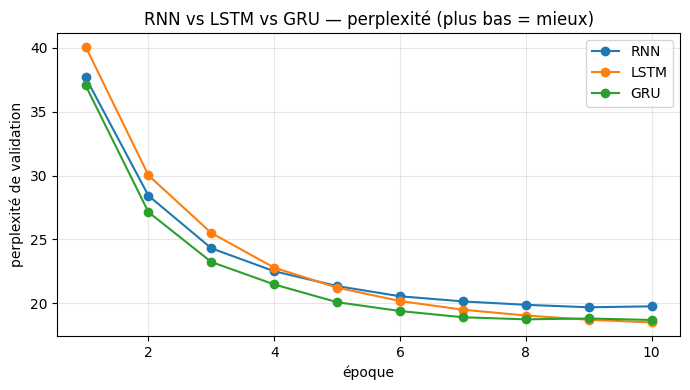 RNN vs LSTM vs GRU — perplexité (plus bas = mieux)
RNN
LSTM
GRU
perplexité de validation
40
35
30
25
20
2 4 6 8 10
époque